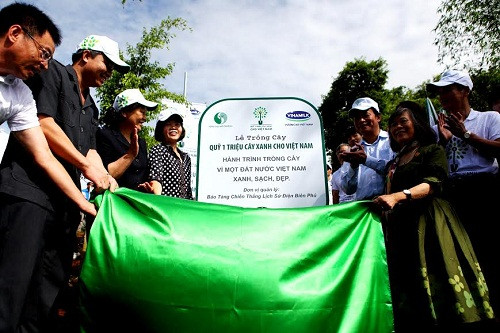 VINAMILK
Lễ Trồng Cây
QUỸ 1 TRIỆU CÂY XANH CHO VIỆT NAM
HÀNH TRÌNH TRỒNG CÂY
VÌ MỘT ĐẤT NƯỚC VIỆT NAM
XANH, SẠCH, ĐẸP.
Đơn vị quản lý:
Bảo Tàng Chiến Thắng Lịch Sử Điện Biên Phủ